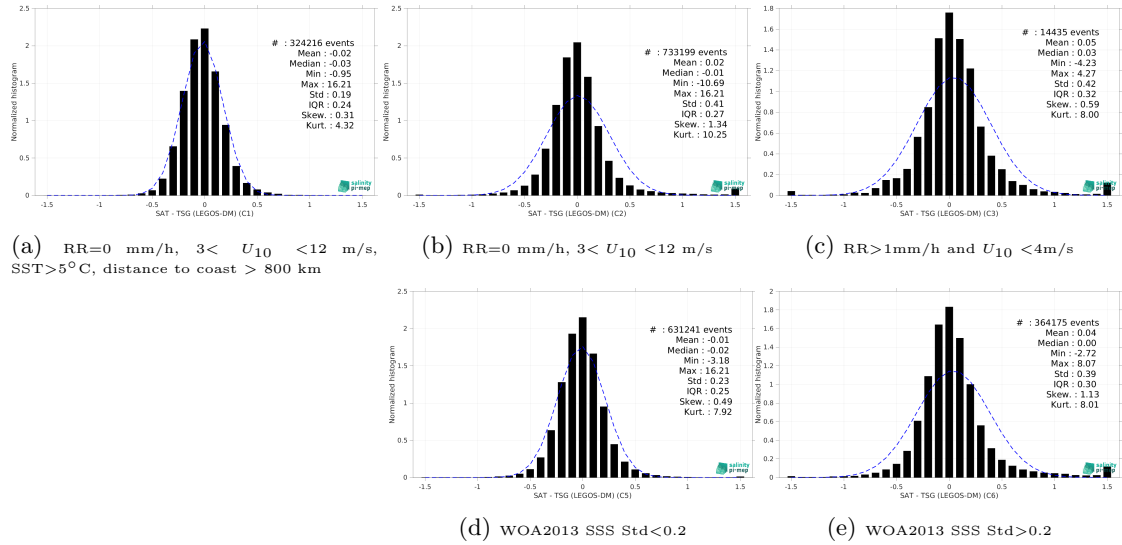 2.5
2
1.5
1
0.5
0
Normalized histogram
# : 324216 events
Mean : -0.02
Median : -0.03
Min : -0.95
Max : 16.21
Std : 0.19
IQR : 0.24
Skew. : 0.31
Kurt. : 4.32
salinity
pi-mep
-1.5 -1 -0.5 0 0.5 1 1.5
SAT - TSG (LEGOS-DM) (C1)
(a) RR=0 mm/h, 3< U10 <12 m/s,
SST>5°C, distance to coast > 800 km
2.5
2
1.5
1
0.5
0
Normalized histogram
# : 733199 events
Mean : 0.02
Median : -0.01
Min : -10.69
Max : 16.21
Std : 0.41
IQR : 0.27
Skew. : 1.34
Kurt. : 10.25
salinity
pi-mep
-1.5 -1 -0.5 0 0.5 1 1.5
SAT - TSG (LEGOS-DM) (C2)
(b) RR=0 mm/h, 3< U10 <12 m/s
1.8
1.6
1.4
1.2
1
0.8
0.6
0.4
0.2
0
Normalized histogram
# : 14435 events
Mean : 0.05
Median : 0.03
Min : -4.23
Max : 4.27
Std : 0.42
IQR : 0.32
Skew. : 0.59
Kurt. : 8.00
salinity
pi-mep
-1.5 -1 -0.5 0 0.5 1 1.5
SAT - TSG (LEGOS-DM) (C3)
(c) RR>1mm/h and U10 <4m/s
2.5
2
1.5
1
0.5
0
Normalized histogram
# : 631241 events
Mean : -0.01
Median : -0.02
Min : -3.18
Max : 16.21
Std : 0.23
IQR : 0.25
Skew. : 0.49
Kurt. : 7.92
salinity
pi-mep
-1.5 -1 -0.5 0 0.5 1 1.5
SAT - TSG (LEGOS-DM) (C5)
(d) WOA2013 SSS Std<0.2
2
1.8
1.6
1.4
1.2
1
0.8
0.6
0.4
0.2
0
Normalized histogram
# : 364175 events
Mean : 0.04
Median : 0.00
Min : -2.72
Max : 8.07
Std : 0.39
IQR : 0.30
Skew. : 1.13
Kurt. : 8.01
salinity
pi-mep
-1.5 -1 -0.5 0 0.5 1 1.5
SAT - TSG (LEGOS-DM) (C6)
(e) WOA2013 SSS Std>0.2